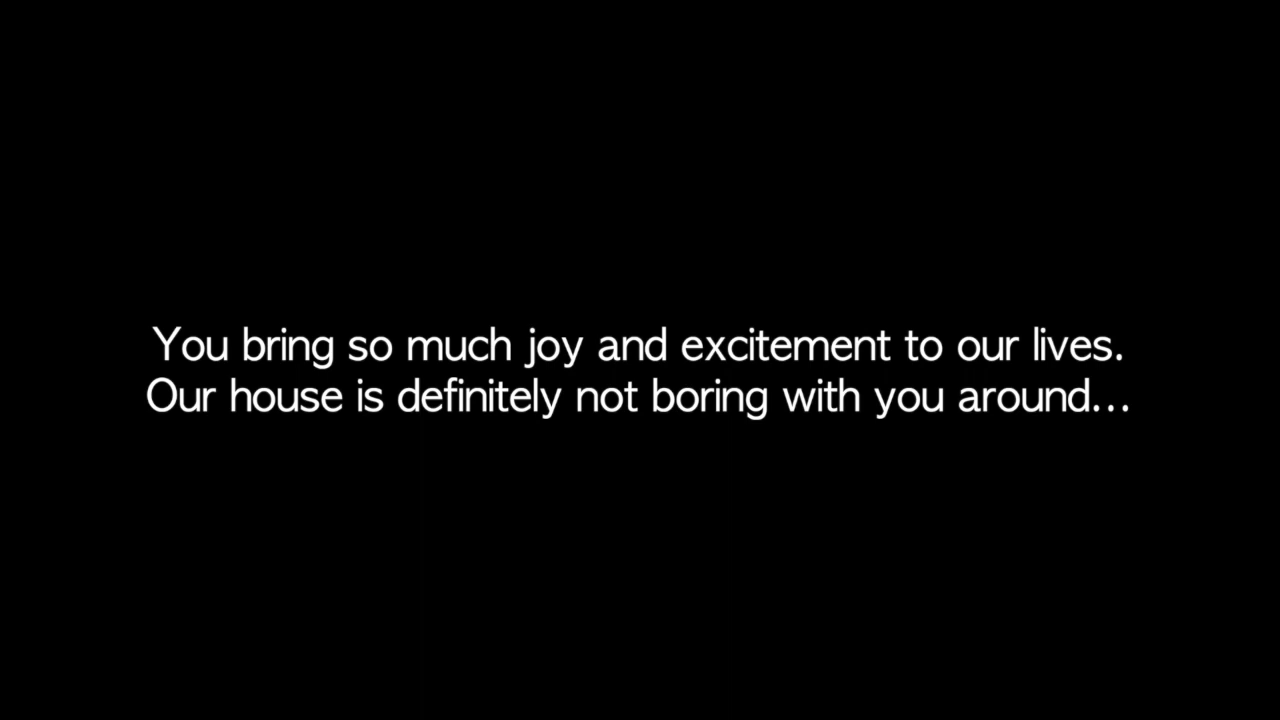 You bring so much joy and excitement to our lives.
Our house is definitely not boring with you around...